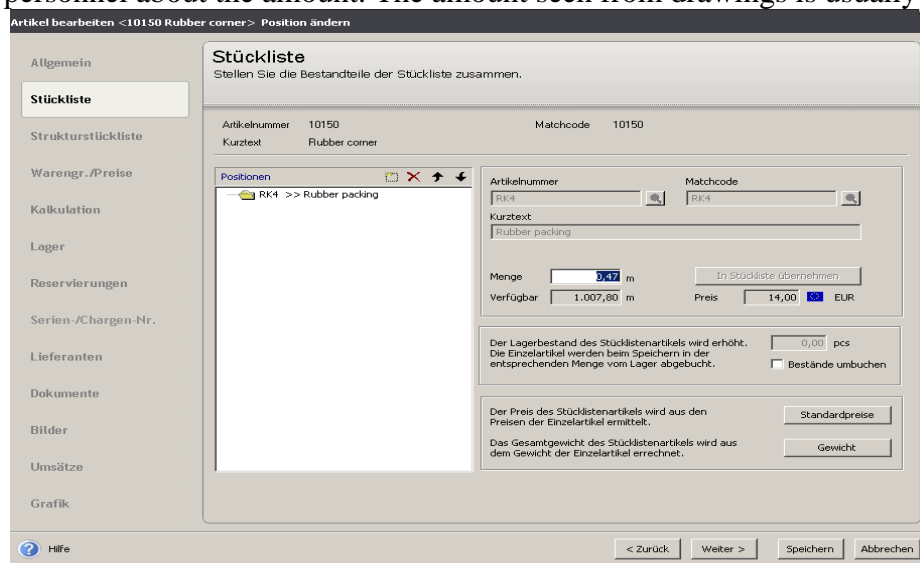 personnel about the amount. The amount seen from drawings is usually
Artikel bearbeiten <10150 Rubber corner> Position ändern
Allgemein
Stückliste
Strukturstückliste
Warengr./Preise
Kalkulation
Lager
Reservierungen
Serien-/Chargen-Nr.
Lieferanten
Dokumente
Bilder
Umsätze
Grafik
Stückliste
Stellen Sie die Bestandteile der Stückliste zusammen.
Artikelnummer 10150 Matchcode 10150
Kurztext Rubber corner
Positionen
RK4 >> Rubber packing
Artikelnummer Matchcode
RK4 RK4
Kurztext
Rubber packing
Menge 0,47 m In Stückliste übernehmen
Verfügbar 1.007,80 m Preis 14,00 EUR
Der Lagerbestand des Stücklistenartikels wird erhöht. 0,00 pcs
Die Einzelartikel werden beim Speichern in der
entsprechenden Menge vom Lager abgebucht. Bestände umbuchen
Der Preis des Stücklistenartikels wird aus den
Preisen der Einzelartikel ermittelt. Standardpreise
Das Gesamtgewicht des Stücklistenartikels wird aus
dem Gewicht der Einzelartikel errechnet. Gewicht
? Hilfe < Zurück Weiter > Speichern Abbrechen